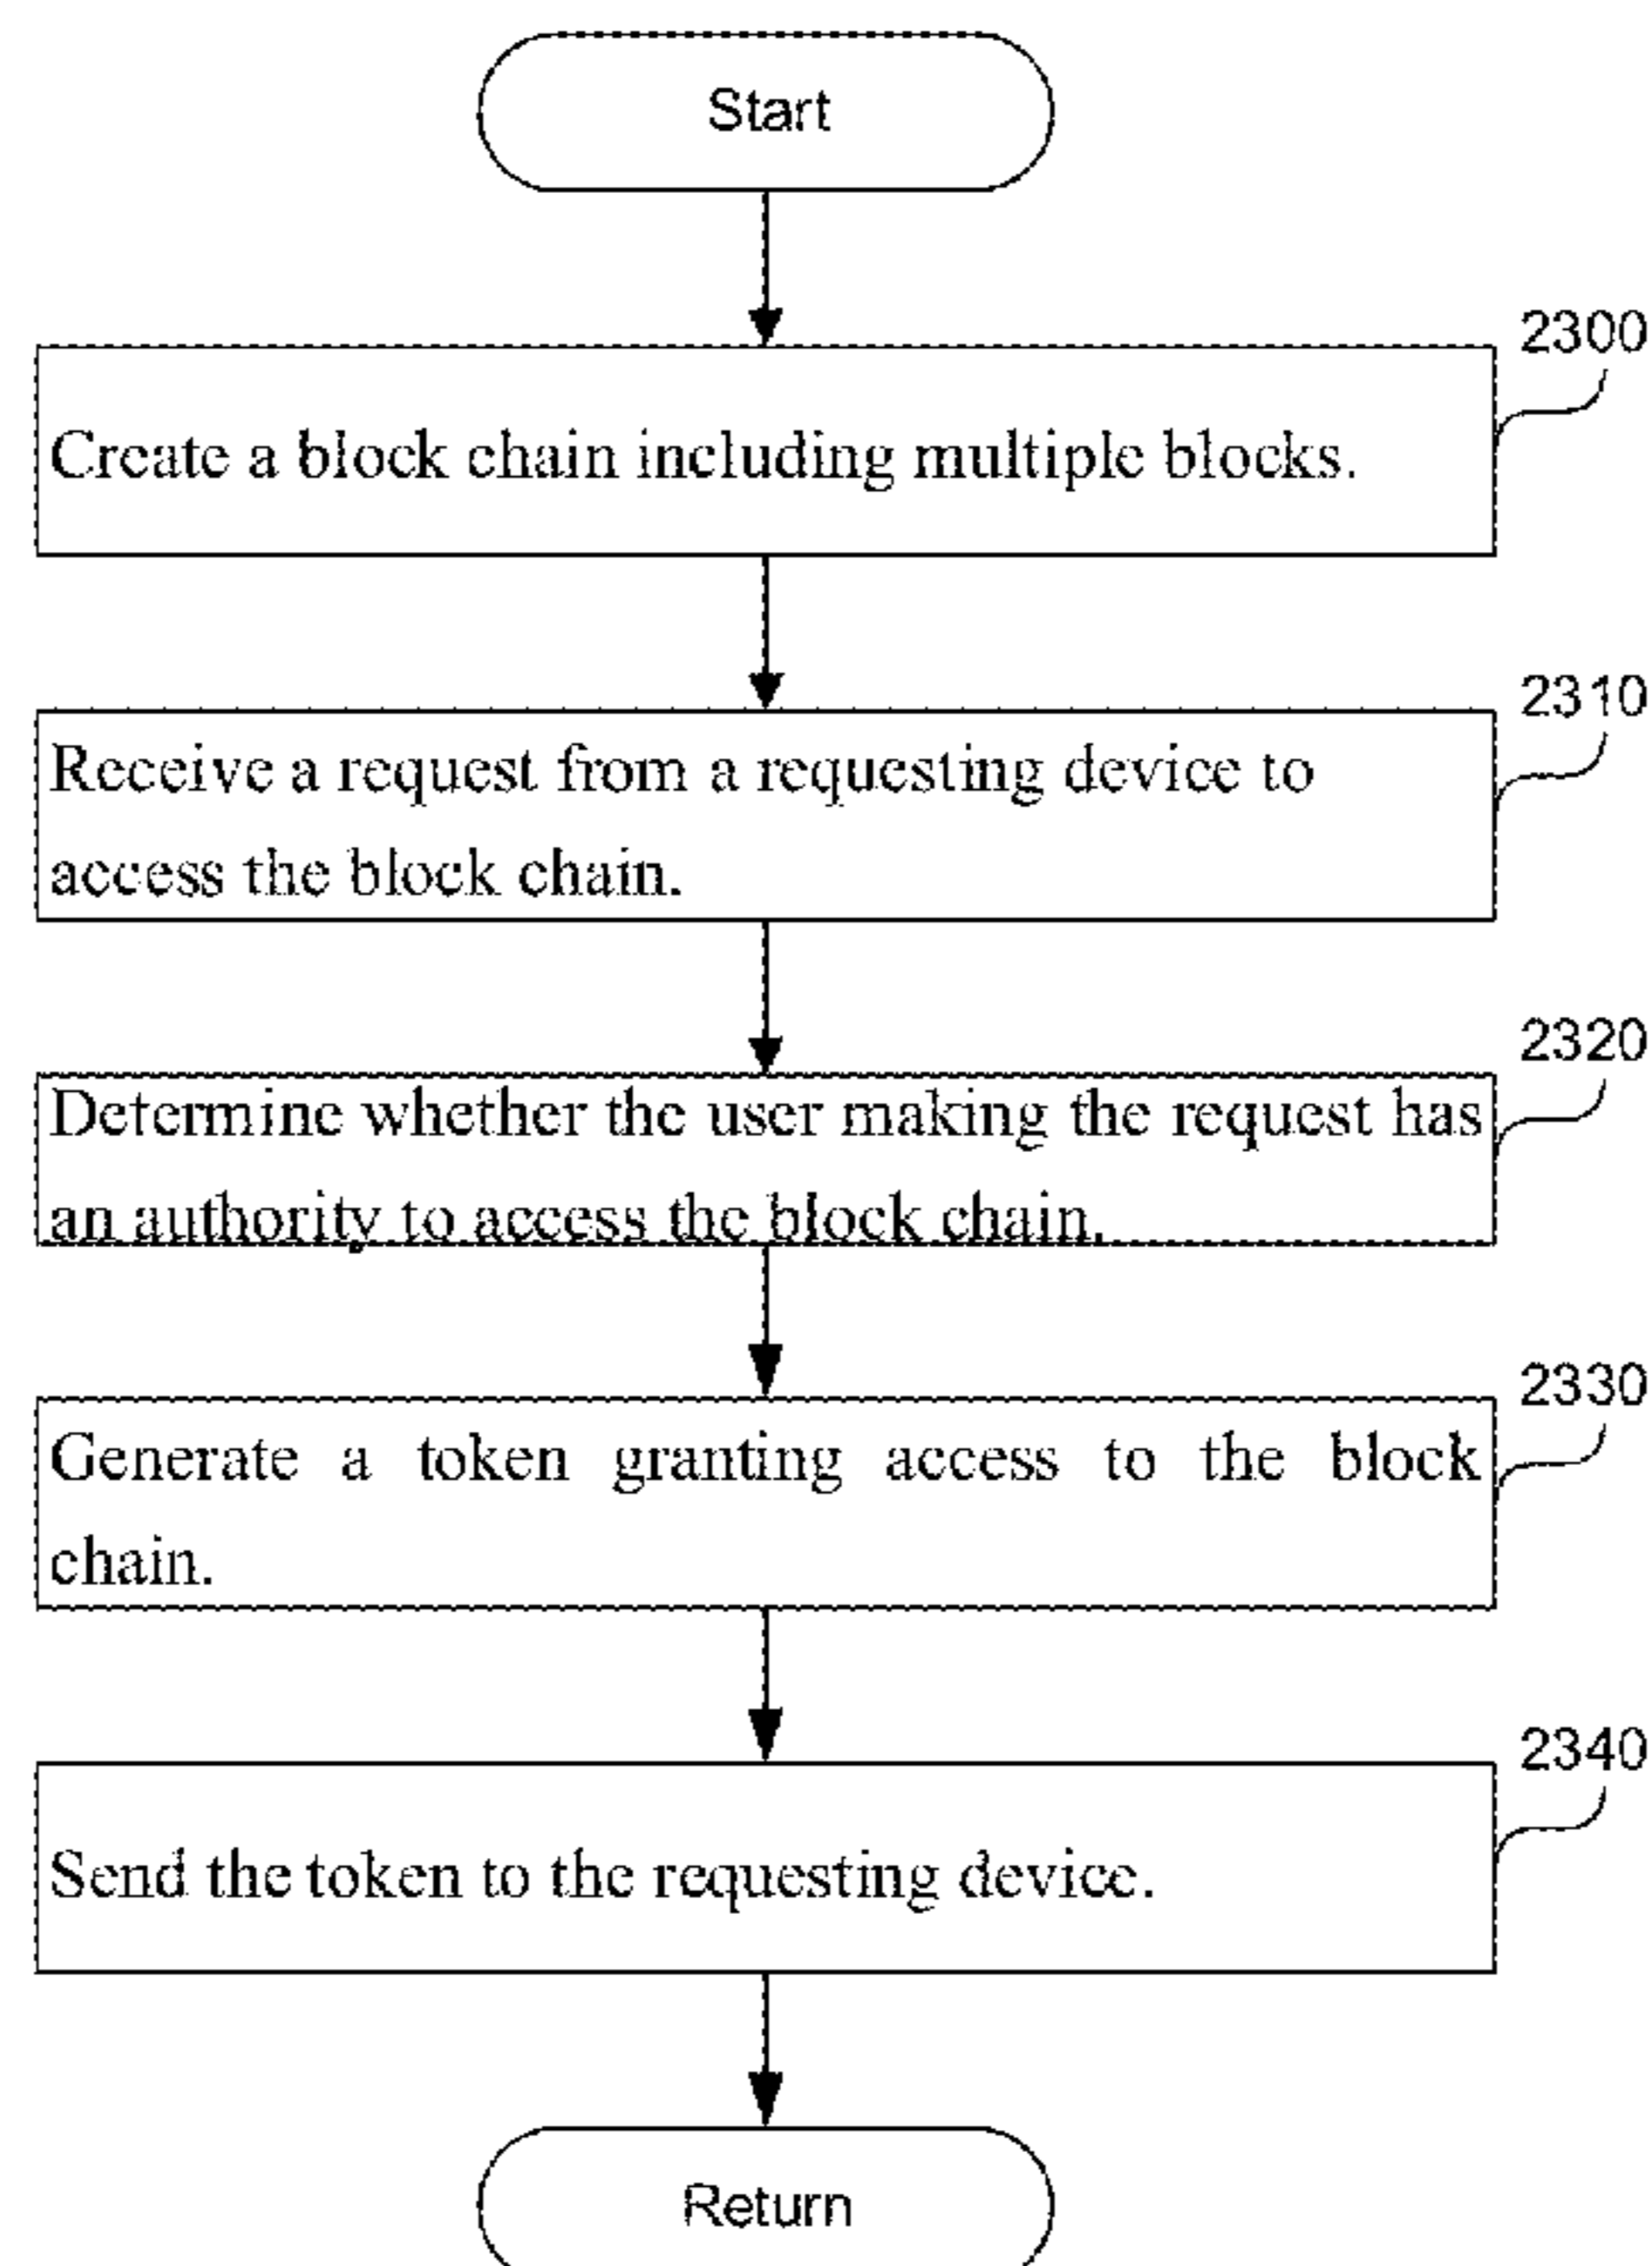 Start
2300
Create a block chain including multiple blocks.
2310
Receive a request from a requesting device to
access the block chain.
2320
Determine whether the user making the request has
an authority to access the block chain.
2330
Generate a token granting access to the block
chain.
2340
Send the token to the requesting device.
Return